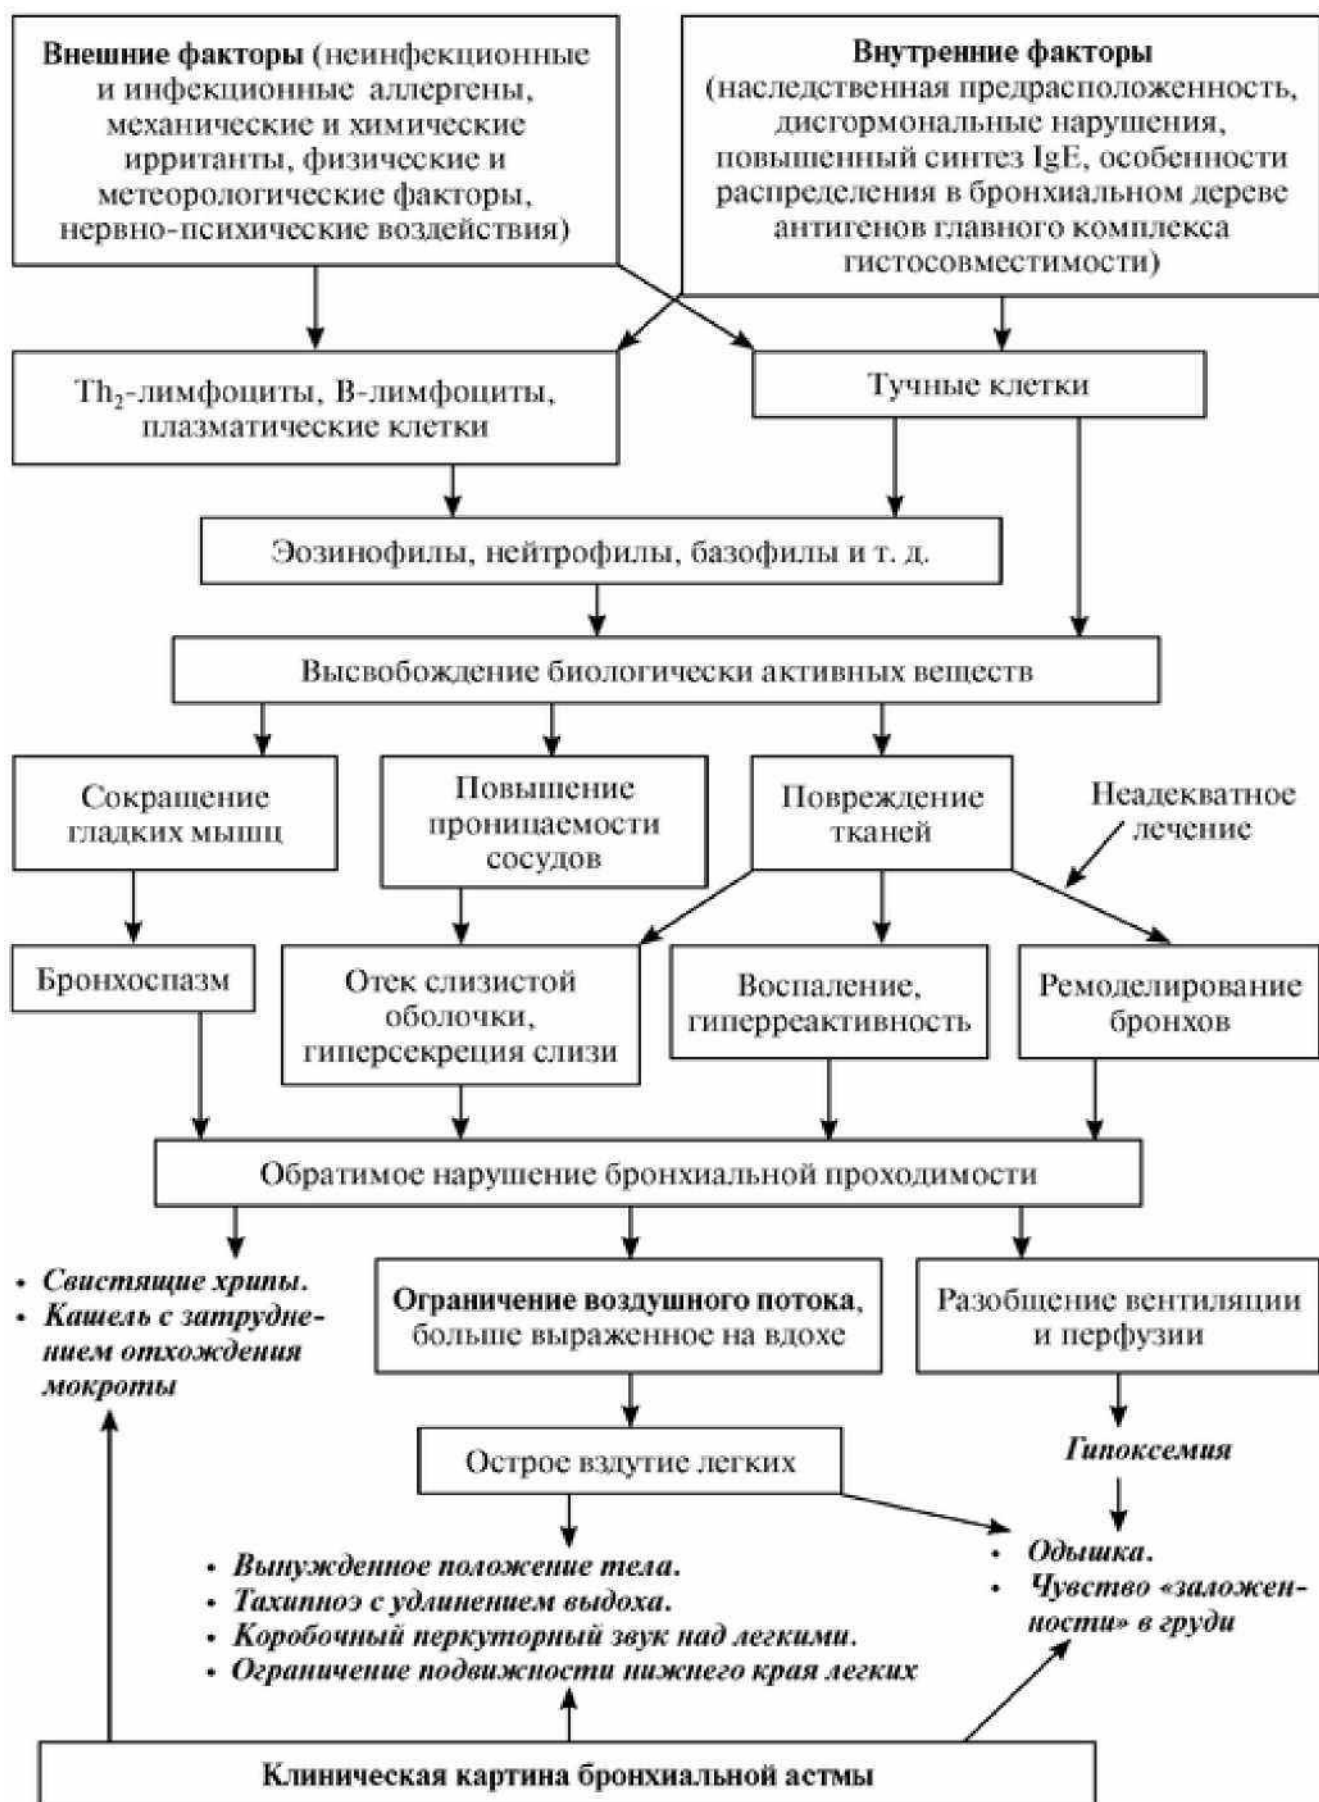 Внешние факторы (неинфекционные
и инфекционные аллергены,
механические и химические
ирританты, физические и
метеорологические факторы,
нервно-психические воздействия)
Внутренние факторы
(наследственная предрасположенность,
дисгормональные нарушения,
повышенный синтез IgE, особенности
распределения в бронхиальном дереве
антигенов главного комплекса
гистосовместимости)
Th₂-лимфоциты, В-лимфоциты,
плазматические клетки
Тучные клетки
Эозинофилы, нейтрофилы, базофилы и т. д.
Высвобождение биологически активных веществ
Сокращение
гладких мышц
Повышение
проницаемости
сосудов
Повреждение
тканей
Неадекватное
лечение
Бронхоспазм
Отек слизистой
оболочки,
гиперсекреция слизи
Воспаление,
гиперреактивность
Ремоделирование
бронхов
Обратимое нарушение бронхиальной проходимости
• Свистящие хрипы.
• Кашель с затрудне-
нием отхождения
мокроты
Ограничение воздушного потока,
больше выраженное на вдохе
Разобщение вентиляции
и перфузии
Острое вздутие легких
Гипоксемия
• Вынужденное положение тела.
• Тахипноэ с удлинением выдоха.
• Коробочный перкуторный звук над легкими.
• Ограничение подвижности нижнего края легких
• Одышка.
• Чувство «заложен-
ности» в груди
Клиническая картина бронхиальной астмы